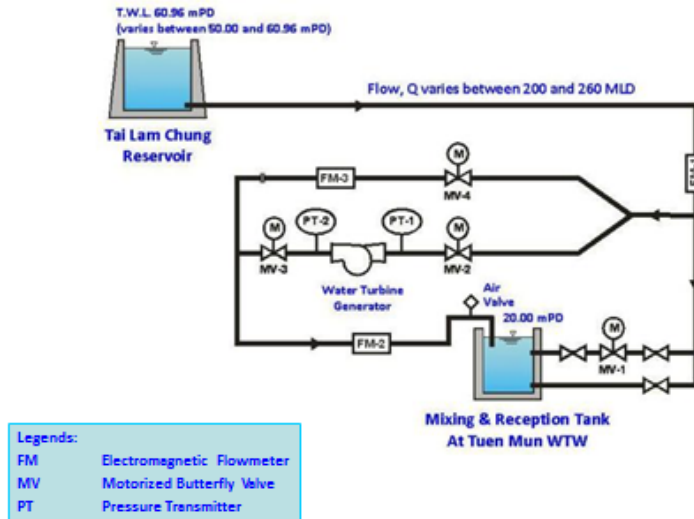 T.W.L. 60.96 mPD
(varies between 50.00 and 60.96 mPD)
Flow, Q varies between 200 and 260 MLD
Tai Lam Chung
Reservoir
M
FM-3
MV-4
FM-1
M
PT-2
PT-1
M
MV-3
MV-2
Water Turbine
Generator
Air
Valve
20.00 mPD
M
FM-2
MV-1
Mixing & Reception Tank
At Tuen Mun WTW
Legends:
FM Electromagnetic Flowmeter
MV Motorized Butterfly Valve
PT Pressure Transmitter